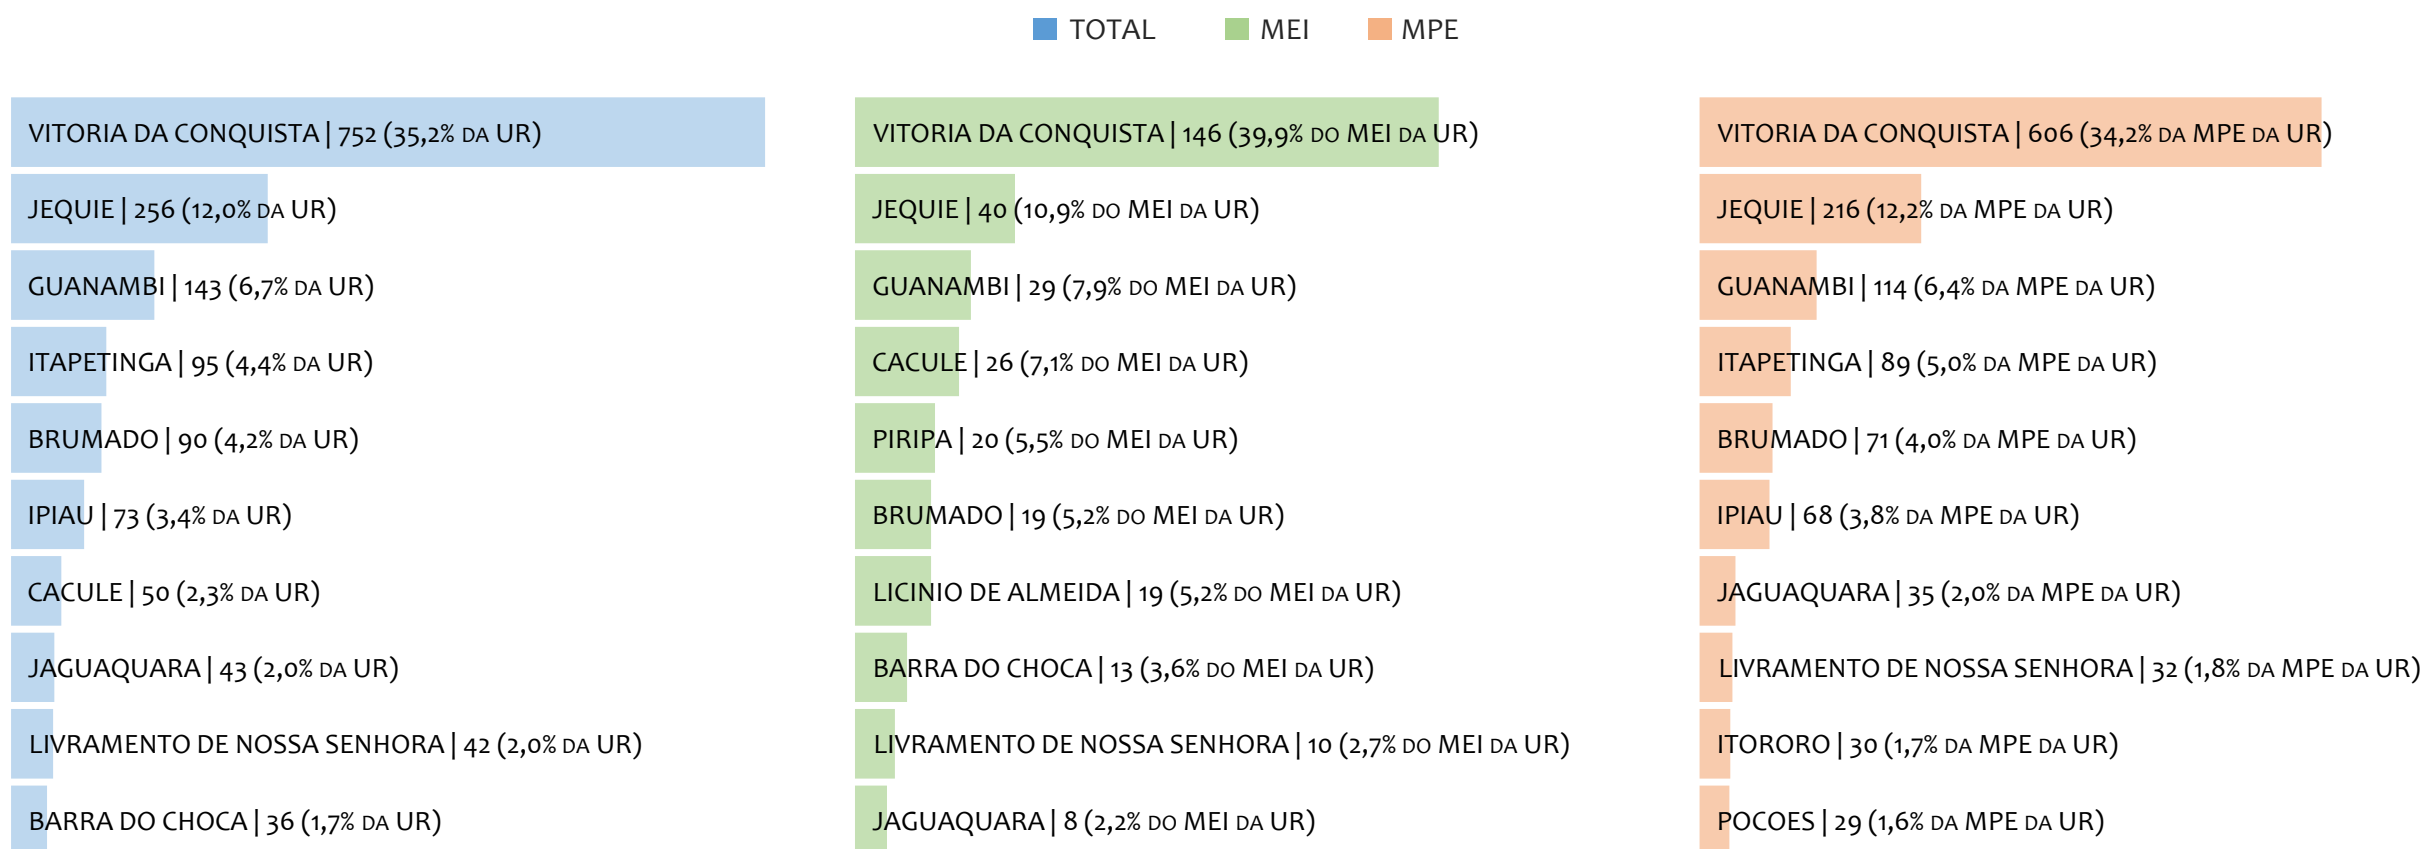 TOTAL MEI MPE
VITORIA DA CONQUISTA | 752 (35,2% DA UR)
JEQUIE | 256 (12,0% DA UR)
GUANAMBI | 143 (6,7% DA UR)
ITAPETINGA | 95 (4,4% DA UR)
BRUMADO | 90 (4,2% DA UR)
IPIAU | 73 (3,4% DA UR)
CACULE | 50 (2,3% DA UR)
JAGUAQUARA | 43 (2,0% DA UR)
LIVRAMENTO DE NOSSA SENHORA | 42 (2,0% DA UR)
BARRA DO CHOCA | 36 (1,7% DA UR)
VITORIA DA CONQUISTA | 146 (39,9% DO MEI DA UR)
JEQUIE | 40 (10,9% DO MEI DA UR)
GUANAMBI | 29 (7,9% DO MEI DA UR)
CACULE | 26 (7,1% DO MEI DA UR)
PIRIPA | 20 (5,5% DO MEI DA UR)
BRUMADO | 19 (5,2% DO MEI DA UR)
LICINIO DE ALMEIDA | 19 (5,2% DO MEI DA UR)
BARRA DO CHOCA | 13 (3,6% DO MEI DA UR)
LIVRAMENTO DE NOSSA SENHORA | 10 (2,7% DO MEI DA UR)
JAGUAQUARA | 8 (2,2% DO MEI DA UR)
VITORIA DA CONQUISTA | 606 (34,2% DA MPE DA UR)
JEQUIE | 216 (12,2% DA MPE DA UR)
GUANAMBI | 114 (6,4% DA MPE DA UR)
ITAPETINGA | 89 (5,0% DA MPE DA UR)
BRUMADO | 71 (4,0% DA MPE DA UR)
IPIAU | 68 (3,8% DA MPE DA UR)
JAGUAQUARA | 35 (2,0% DA MPE DA UR)
LIVRAMENTO DE NOSSA SENHORA | 32 (1,8% DA MPE DA UR)
ITORORO | 30 (1,7% DA MPE DA UR)
POCOES | 29 (1,6% DA MPE DA UR)